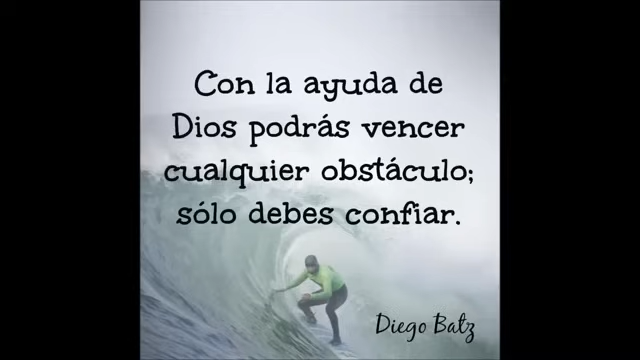 Con la ayuda de
Dios podrás vencer
cualquier obstáculo;
sólo debes confiar.
Diego Batz